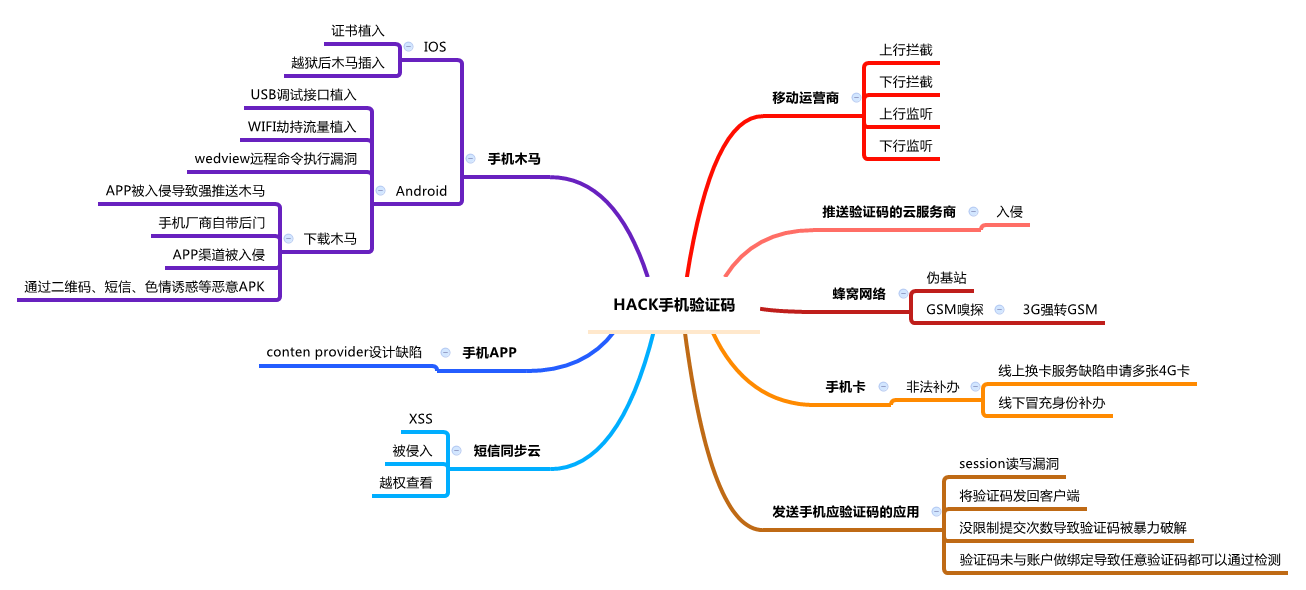 HACK手机验证码
移动运营商
上行拦截
下行拦截
上行监听
下行监听
推送验证码的云服务商
入侵
蜂窝网络
伪基站
GSM嗅探
3G强转GSM
手机卡
非法补办
线上换卡服务缺陷申请多张4G卡
线下冒充身份补办
发送手机应验证码的应用
session读写漏洞
将验证码发回客户端
没限制提交次数导致验证码被暴力破解
验证码未与账户做绑定导致任意验证码都可以通过检测
手机木马
IOS
证书植入
越狱后木马插入
Android
USB调试接口植入
WIFI劫持流量植入
wedview远程命令执行漏洞
下载木马
APP被入侵导致强推送木马
手机厂商自带后门
APP渠道被入侵
通过二维码、短信、色情诱惑等恶意APK
手机APP
conten provider设计缺陷
短信同步云
XSS
被侵入
越权查看